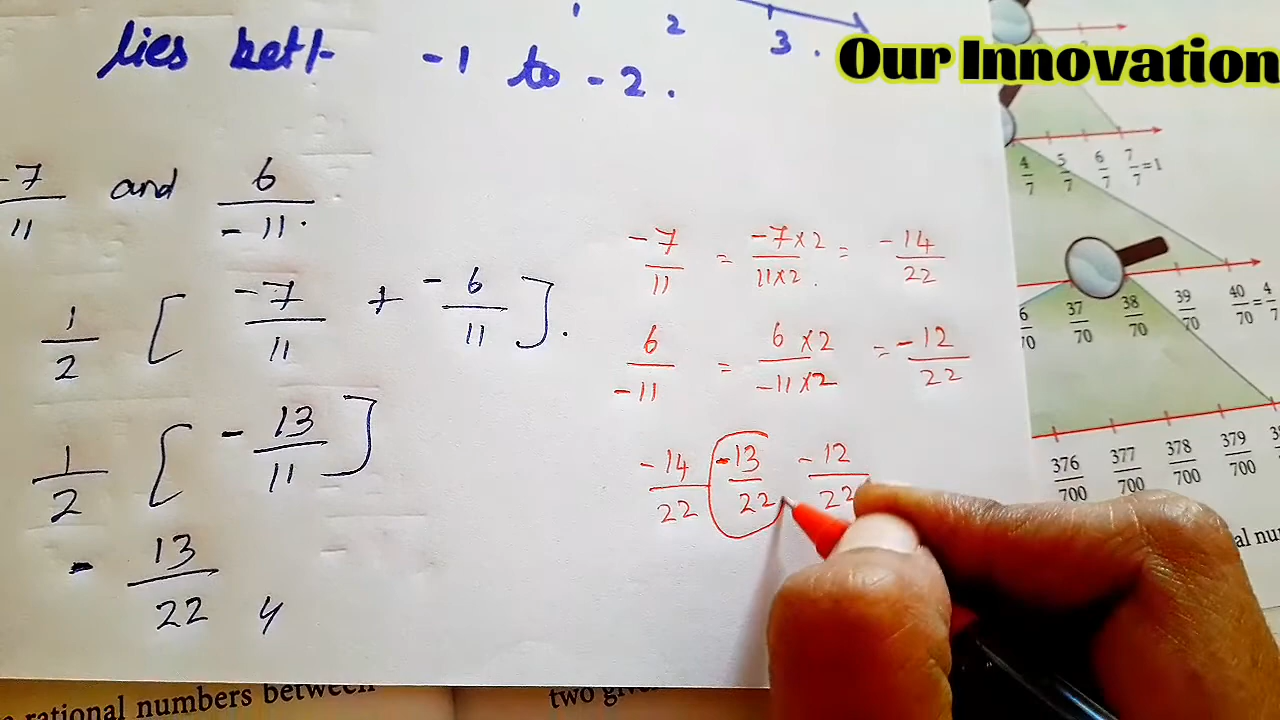 2
3.
Our Innovation
lies bet -1 to -2.
-7/11 and 6/-11.
1/2 [ -7/11 + -6/11 ].
1/2 [ -13/11 ]
- 13/22
-7/11 = -7×2/11×2. = -14/22
6/-11 = 6×2/-11×2 = -12/22
-14/22 -13/22 -12/22
4/7 5/7 6/7 7/7=1
37/70 38/70 39/70 40/70=4/7
376/700 377/700 378/700 379/700
rational numbers between
two